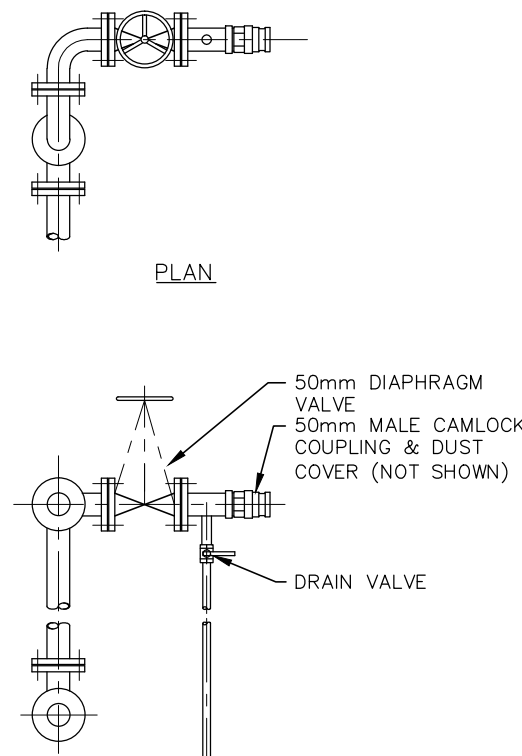 PLAN
50mm DIAPHRAGM
VALVE
50mm MALE CAMLOCK
COUPLING & DUST
COVER (NOT SHOWN)
DRAIN VALVE